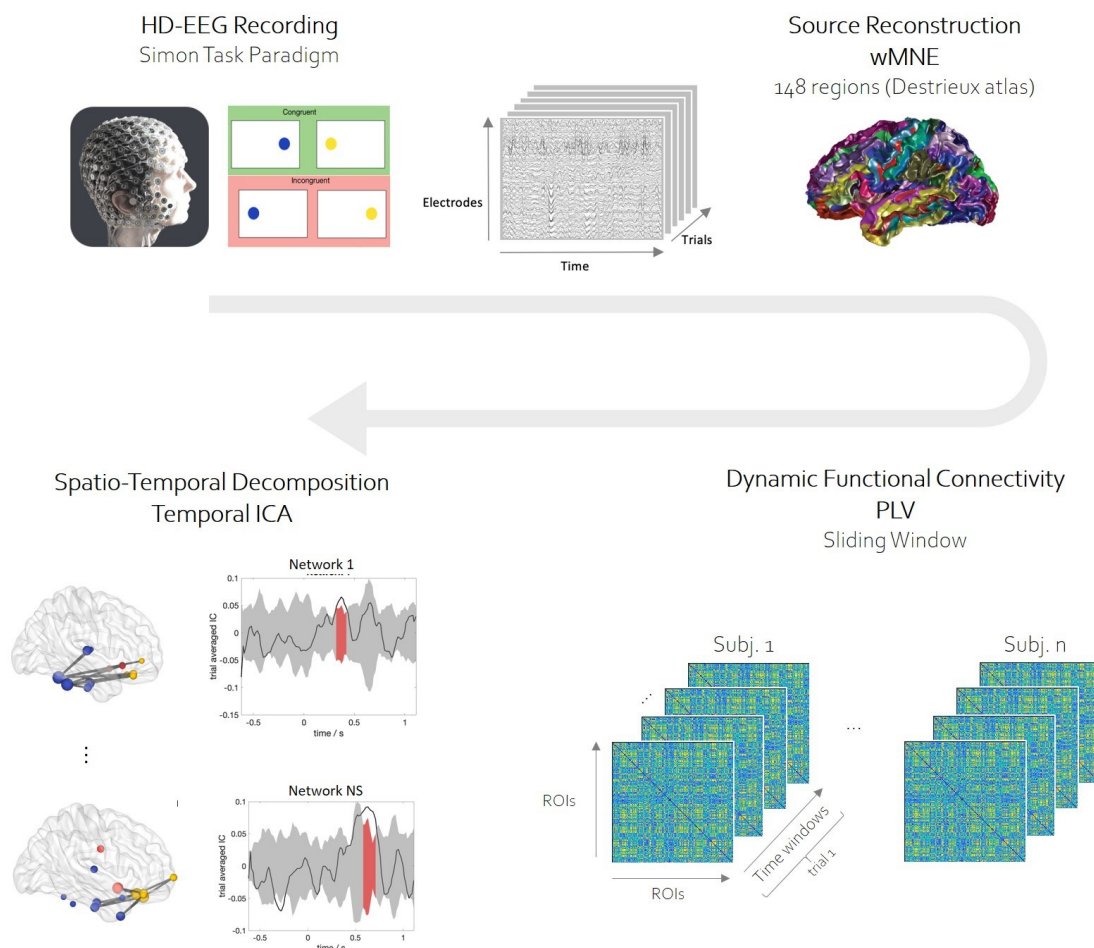 HD-EEG Recording
Simon Task Paradigm
Congruent
Incongruent
Electrodes
Time
Trials
Source Reconstruction
wMNE
148 regions (Destrieux atlas)
Spatio-Temporal Decomposition
Temporal ICA
Network 1
trial averaged IC
0.1
0.05
0
-0.05
-0.1
-0.15
-0.5
0
0.5
1
time / s
⋮
Network NS
trial averaged IC
0.1
0.05
0
-0.05
-0.1
-0.5
0
0.5
1
time / s
Dynamic Functional Connectivity
PLV
Sliding Window
Subj. 1
Subj. n
...
...
ROIs
ROIs
Time windows
trial 1